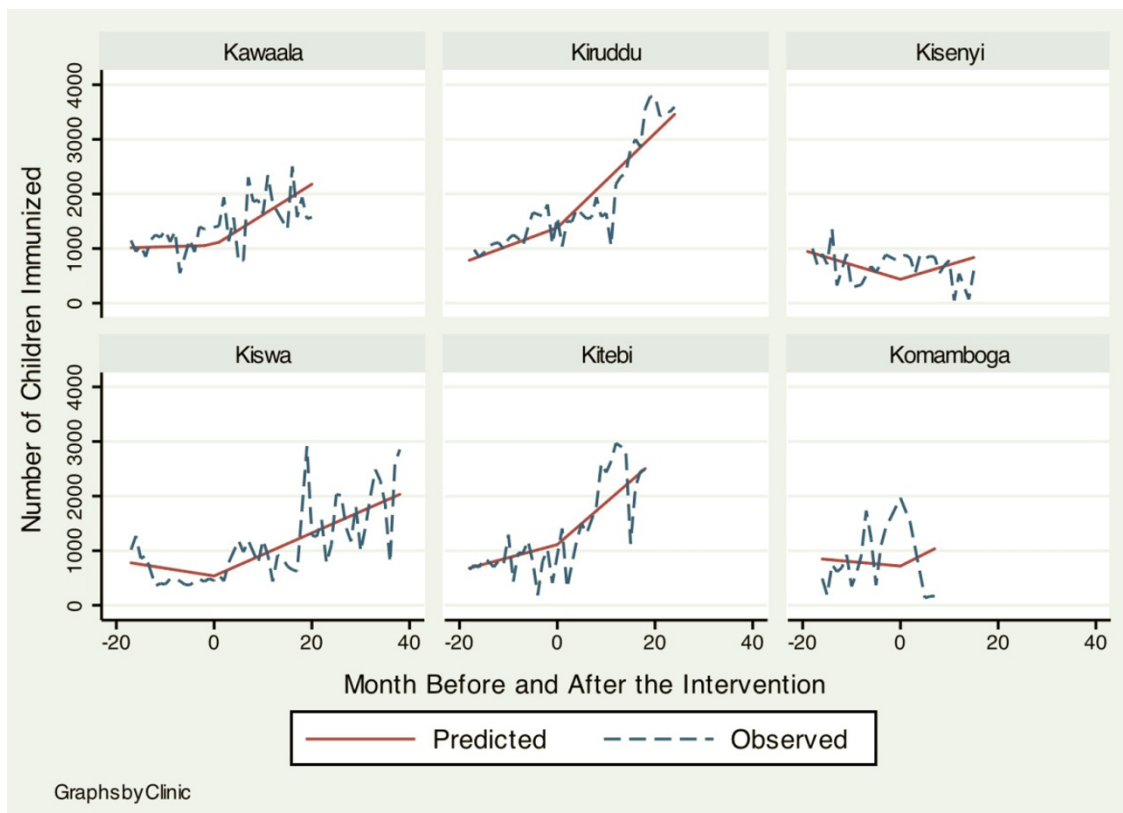 Kawaala Kiruddu Kisenyi
4000
3000
2000
1000
0
Kiswa Kitebi Komamboga
4000
3000
2000
1000
0
Number of Children Immunized
-20 0 20 40 -20 0 20 40 -20 0 20 40
Month Before and After the Intervention
Predicted Observed
Graphs by Clinic